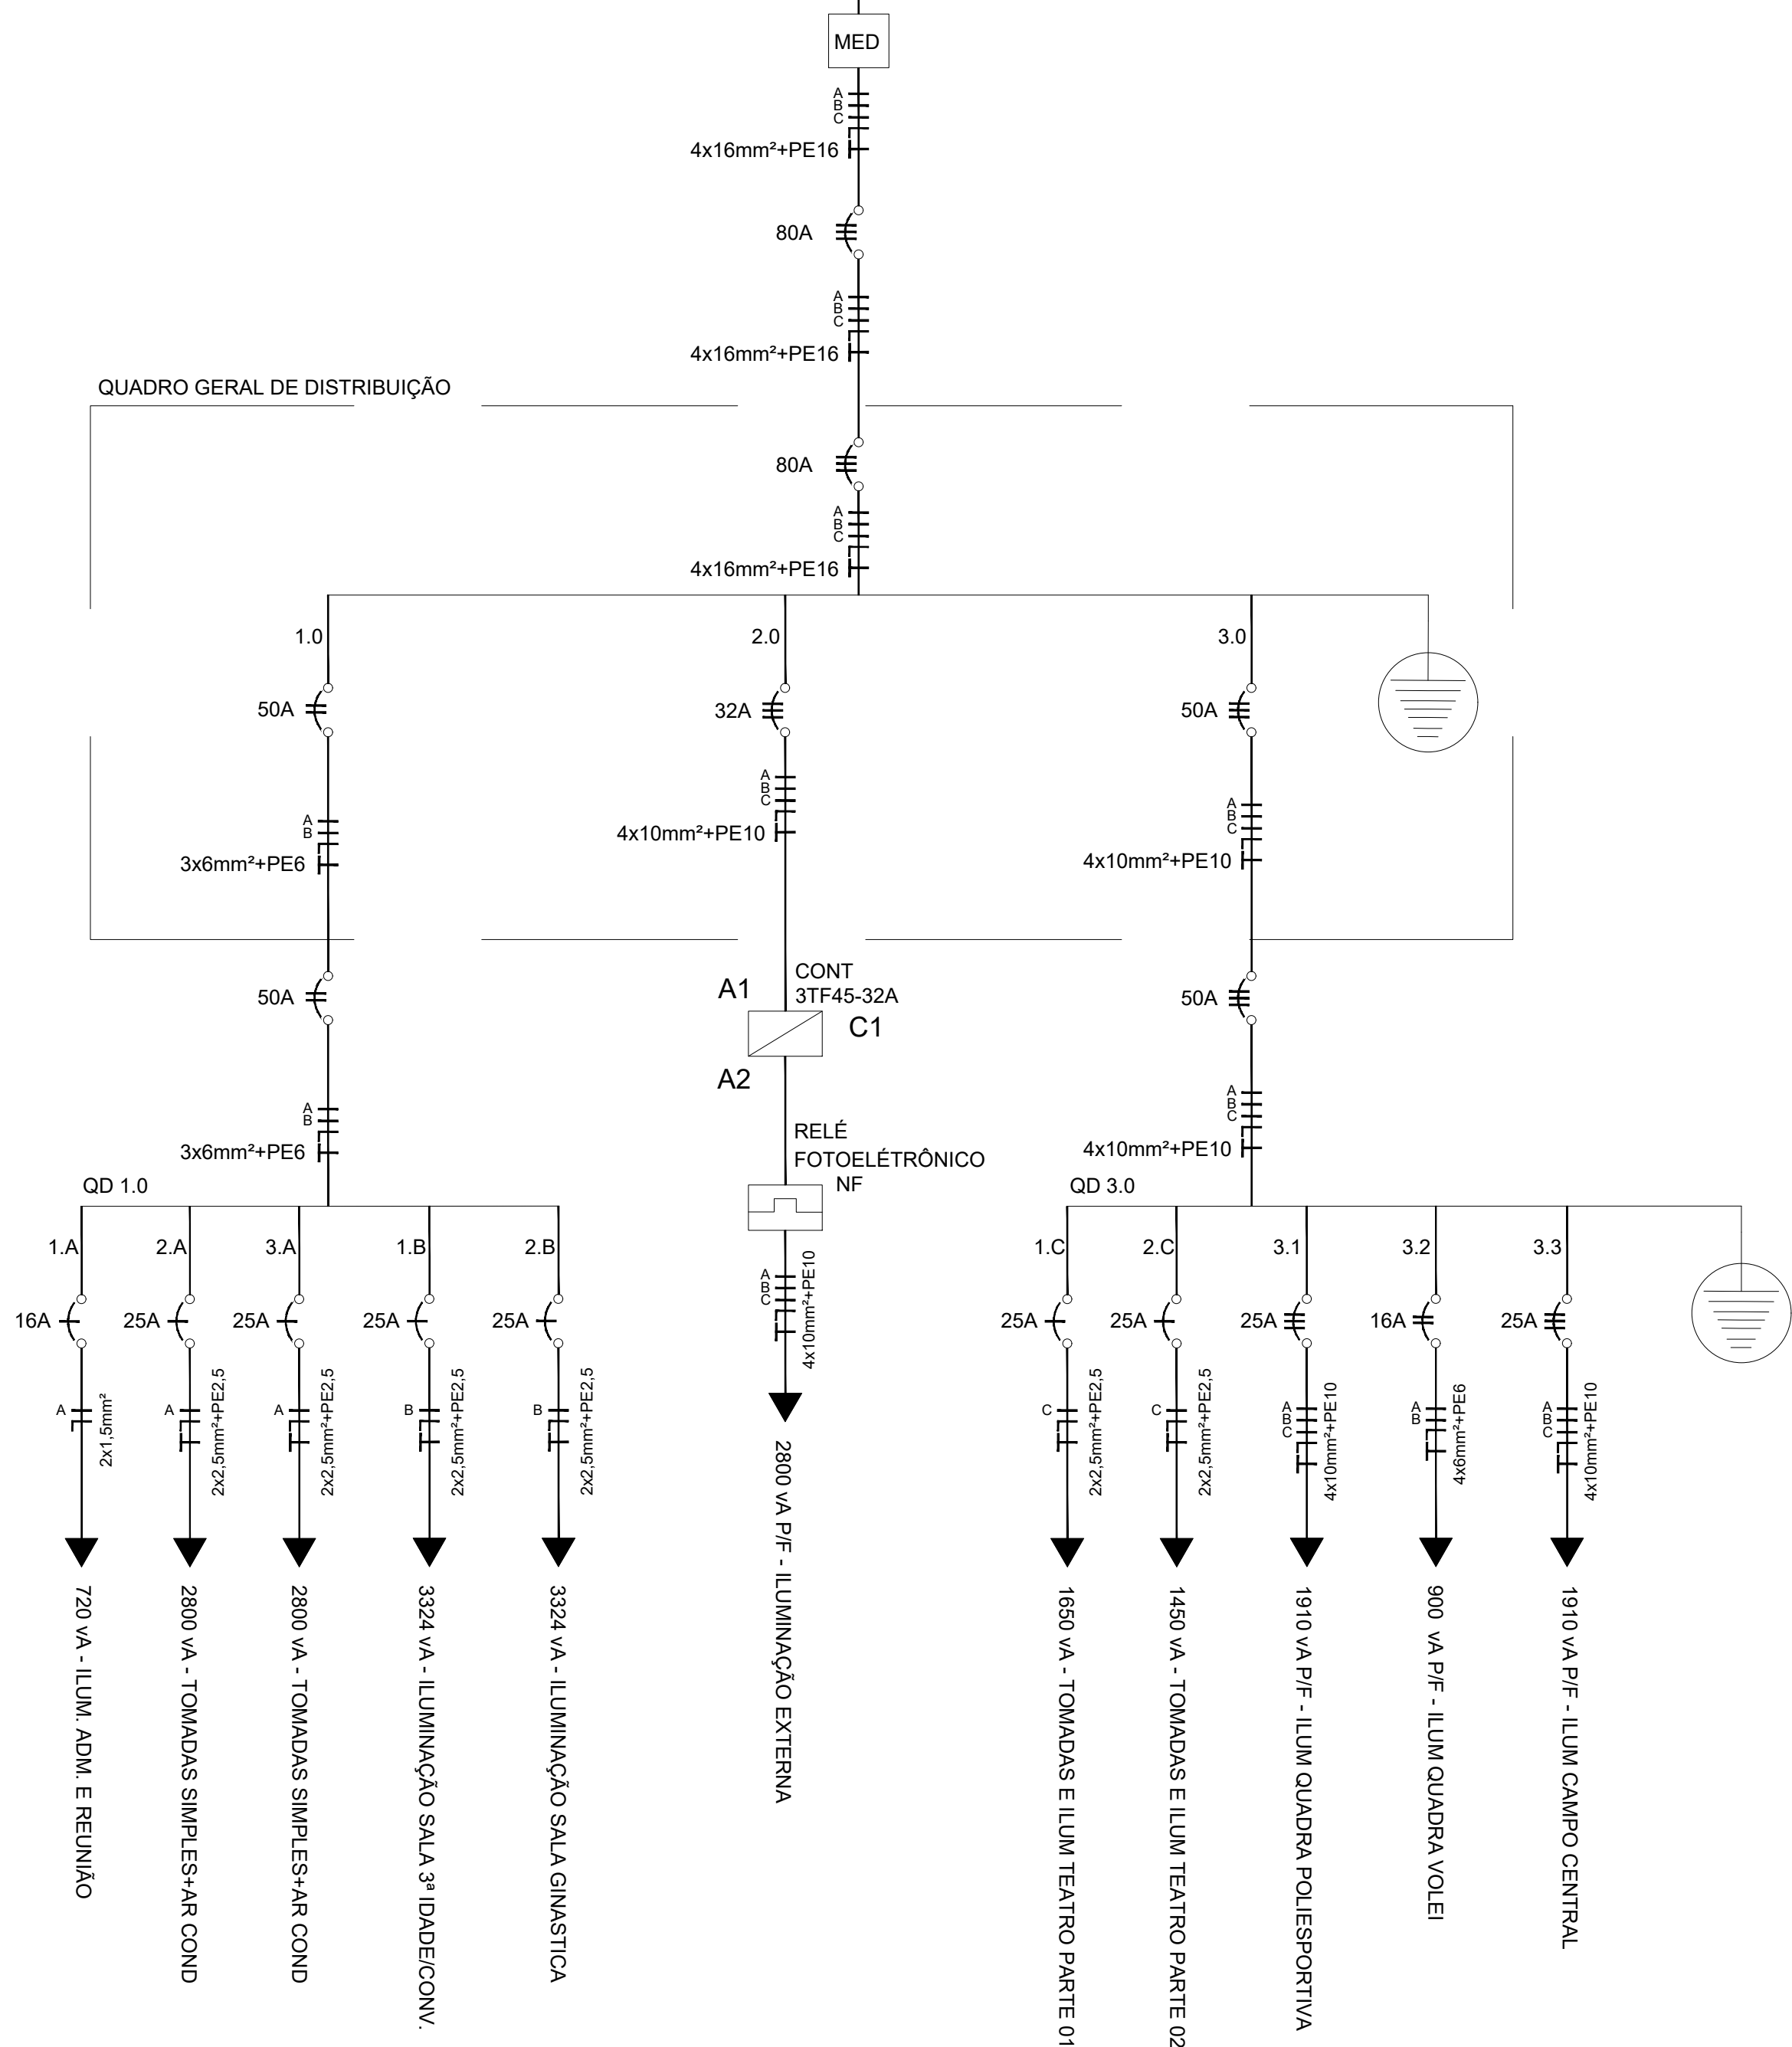 MED
A
B
C
4x16mm²+PE16
80A
A
B
C
4x16mm²+PE16
QUADRO GERAL DE DISTRIBUIÇÃO
80A
A
B
C
4x16mm²+PE16
1.0
2.0
3.0
50A
32A
50A
A
B
3x6mm²+PE6
A
B
C
4x10mm²+PE10
A
B
C
4x10mm²+PE10
50A
A1
CONT
3TF45-32A
C1
A2
50A
A
B
3x6mm²+PE6
RELÉ
FOTOELÉTRÔNICO
NF
A
B
C
4x10mm²+PE10
QD 1.0
QD 3.0
1.A
2.A
3.A
1.B
2.B
A
B
C
4x10mm²+PE10
1.C
2.C
3.1
3.2
3.3
16A
25A
25A
25A
25A
25A
25A
25A
16A
25A
A
2x1,5mm²
A
2x2,5mm²+PE2,5
A
2x2,5mm²+PE2,5
B
2x2,5mm²+PE2,5
B
2x2,5mm²+PE2,5
C
2x2,5mm²+PE2,5
C
2x2,5mm²+PE2,5
A
B
C
4x10mm²+PE10
A
B
4x6mm²+PE6
A
B
C
4x10mm²+PE10
720 vA - ILUM. ADM. E REUNIÃO
2800 vA - TOMADAS SIMPLES+AR COND
2800 vA - TOMADAS SIMPLES+AR COND
3324 vA - ILUMINAÇÃO SALA 3ª IDADE/CONV.
3324 vA - ILUMINAÇÃO SALA GINASTICA
2800 vA P/F - ILUMINAÇÃO EXTERNA
1650 vA - TOMADAS E ILUM TEATRO PARTE 01
1450 vA - TOMADAS E ILUM TEATRO PARTE 02
1910 vA P/F - ILUM QUADRA POLIESPORTIVA
900 vA P/F - ILUM QUADRA VOLEI
1910 vA P/F - ILUM CAMPO CENTRAL